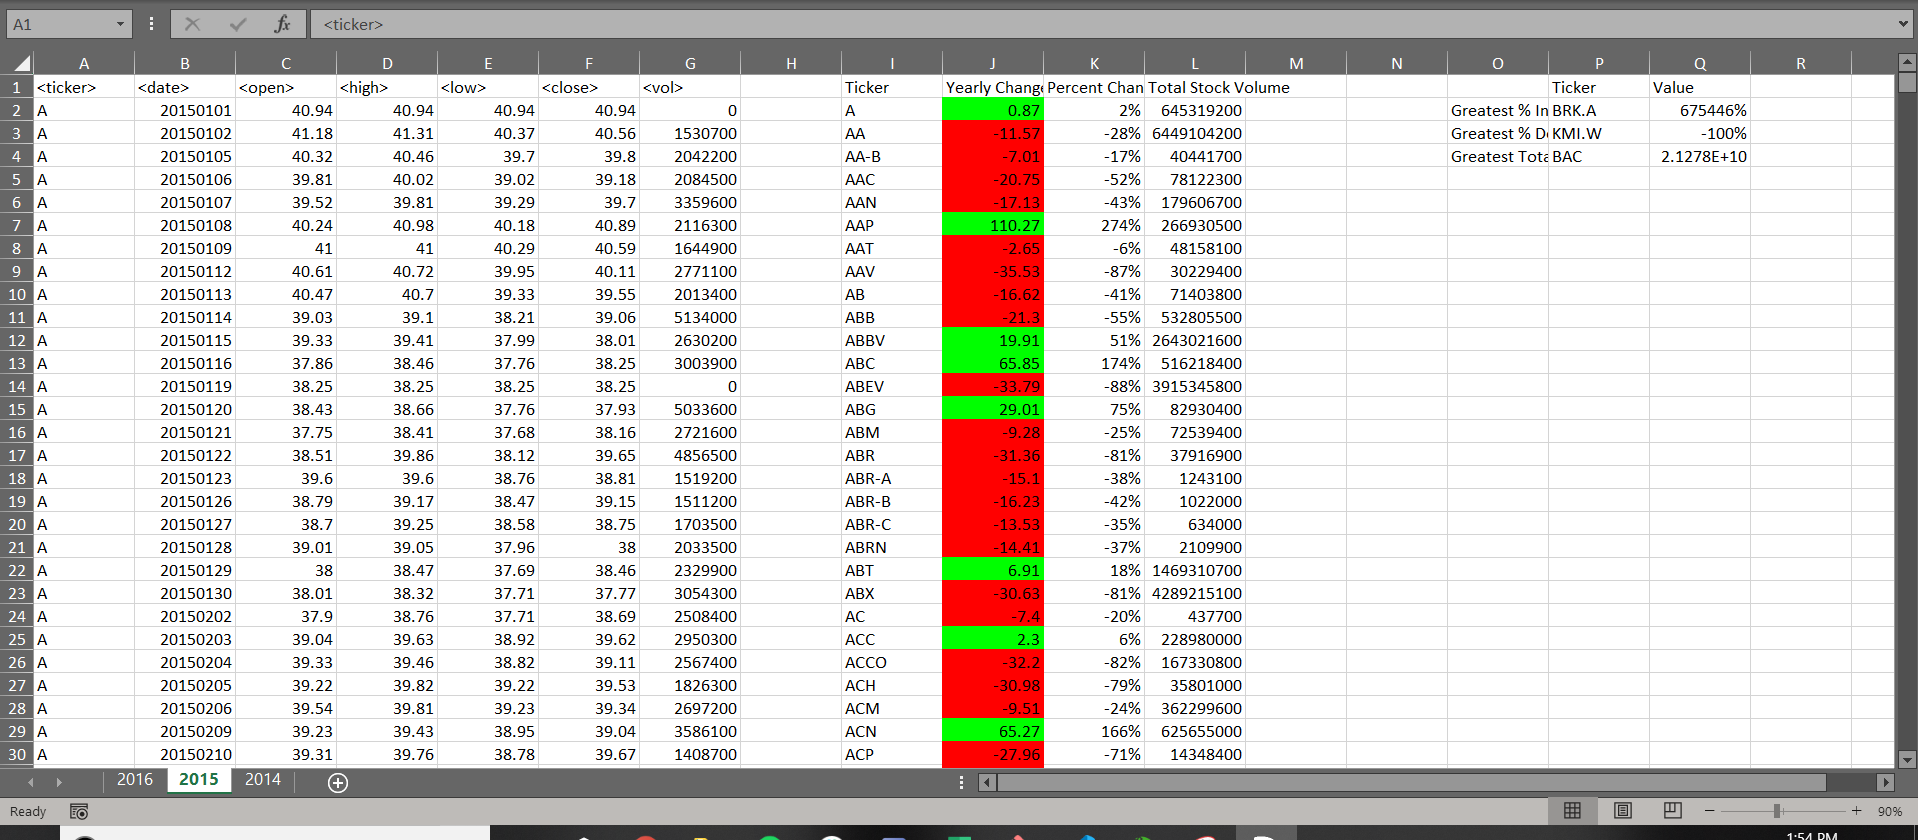 A1 fx <ticker>
A B C D E F G H I J K L M N O P Q R
1 <ticker> <date> <open> <high> <low> <close> <vol> Ticker Yearly Change Percent Chan Total Stock Volume Ticker Value
2 A 20150101 40.94 40.94 40.94 40.94 0 A 0.87 2% 645319200 Greatest % In BRK.A 675446%
3 A 20150102 41.18 41.31 40.37 40.56 1530700 AA -11.57 -28% 6449104200 Greatest % De KMI.W -100%
4 A 20150105 40.32 40.46 39.7 39.8 2042200 AA-B -7.01 -17% 40441700 Greatest Tota BAC 2.1278E+10
5 A 20150106 39.81 40.02 39.02 39.18 2084500 AAC -20.75 -52% 78122300
6 A 20150107 39.52 39.81 39.29 39.7 3359600 AAN -17.13 -43% 179606700
7 A 20150108 40.24 40.98 40.18 40.89 2116300 AAP 110.27 274% 266930500
8 A 20150109 41 41 40.29 40.59 1644900 AAT -2.65 -6% 48158100
9 A 20150112 40.61 40.72 39.95 40.11 2771100 AAV -35.53 -87% 30229400
10 A 20150113 40.47 40.7 39.33 39.55 2013400 AB -16.62 -41% 71403800
11 A 20150114 39.03 39.1 38.21 39.06 5134000 ABB -21.3 -55% 532805500
12 A 20150115 39.33 39.41 37.99 38.01 2630200 ABBV 19.91 51% 2643021600
13 A 20150116 37.86 38.46 37.76 38.25 3003900 ABC 65.85 174% 516218400
14 A 20150119 38.25 38.25 38.25 38.25 0 ABEV -33.79 -88% 3915345800
15 A 20150120 38.43 38.66 37.76 37.93 5033600 ABG 29.01 75% 82930400
16 A 20150121 37.75 38.41 37.68 38.16 2721600 ABM -9.28 -25% 72539400
17 A 20150122 38.51 39.86 38.12 39.65 4856500 ABR -31.36 -81% 37916900
18 A 20150123 39.6 39.6 38.76 38.81 1519200 ABR-A -15.1 -38% 1243100
19 A 20150126 38.79 39.17 38.47 39.15 1511200 ABR-B -16.23 -42% 1022000
20 A 20150127 38.7 39.25 38.58 38.75 1703500 ABR-C -13.53 -35% 634000
21 A 20150128 39.01 39.05 37.96 38 2033500 ABRN -14.41 -37% 2109900
22 A 20150129 38 38.47 37.69 38.46 2329900 ABT 6.91 18% 1469310700
23 A 20150130 38.01 38.32 37.71 37.77 3054300 ABX -30.63 -81% 4289215100
24 A 20150202 37.9 38.76 37.71 38.69 2508400 AC -7.4 -20% 437700
25 A 20150203 39.04 39.63 38.92 39.62 2950300 ACC 2.3 6% 228980000
26 A 20150204 39.33 39.46 38.82 39.11 2567400 ACCO -32.2 -82% 167330800
27 A 20150205 39.22 39.82 39.22 39.53 1826300 ACH -30.98 -79% 35801000
28 A 20150206 39.54 39.81 39.23 39.34 2697200 ACM -9.51 -24% 362299600
29 A 20150209 39.23 39.43 38.95 39.04 3586100 ACN 65.27 166% 625655000
30 A 20150210 39.31 39.76 38.78 39.67 1408700 ACP -27.96 -71% 14348400
2016 2015 2014
Ready 90%
1:54 PM